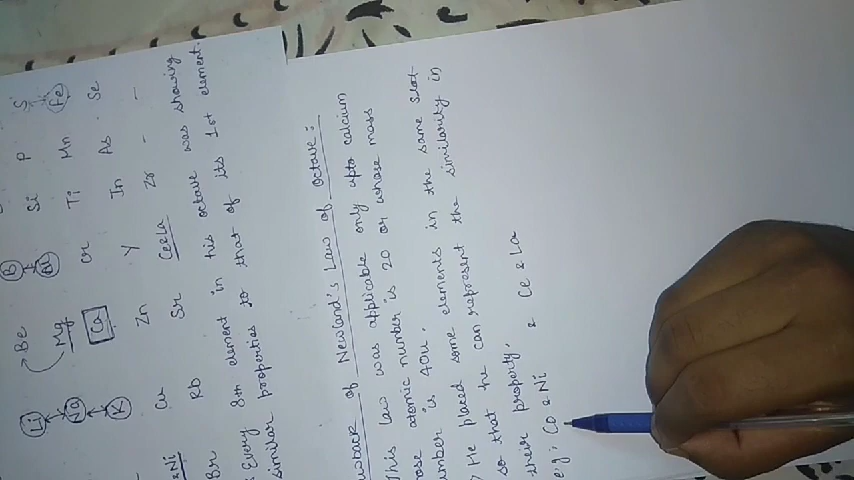 Li Be B Si P S
Na Mg Al Ti Mn Fe
K Ca Cr In As Se
Cu Zn Y Zr - -
&Ni
Br Rb Sr Ce&La - -
Every 8th element in his octave was showing
similar properties to that of its 1st element.
of Newland's Law of Octave:
This law was applicable only upto calcium
ose atomic number is 20 or whose mass
umber is 40u.
He placed some elements in the same slot
so that he can represent the similarity in
their property.
e.g: Co & Ni & Ce & La